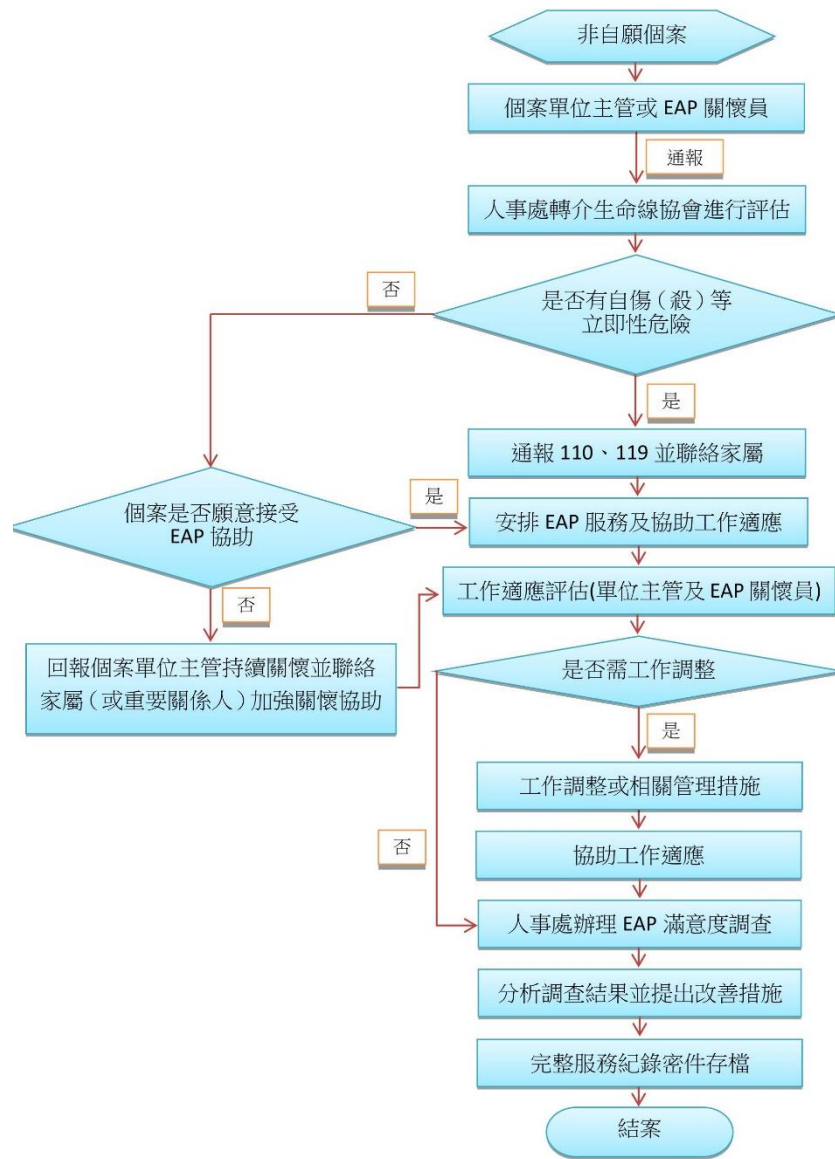 非自願個案
個案單位主管或 EAP 關懷員
通報
人事處轉介生命線協會進行評估
否
是否有自傷（殺）等
立即性危險
是
通報 110、119 並聯絡家屬
個案是否願意接受
EAP 協助
是
安排 EAP 服務及協助工作適應
否
工作適應評估(單位主管及 EAP 關懷員)
回報個案單位主管持續關懷並聯絡
家屬（或重要關係人）加強關懷協助
是否需工作調整
是
工作調整或相關管理措施
否
協助工作適應
人事處辦理 EAP 滿意度調查
分析調查結果並提出改善措施
完整服務紀錄密件存檔
結案